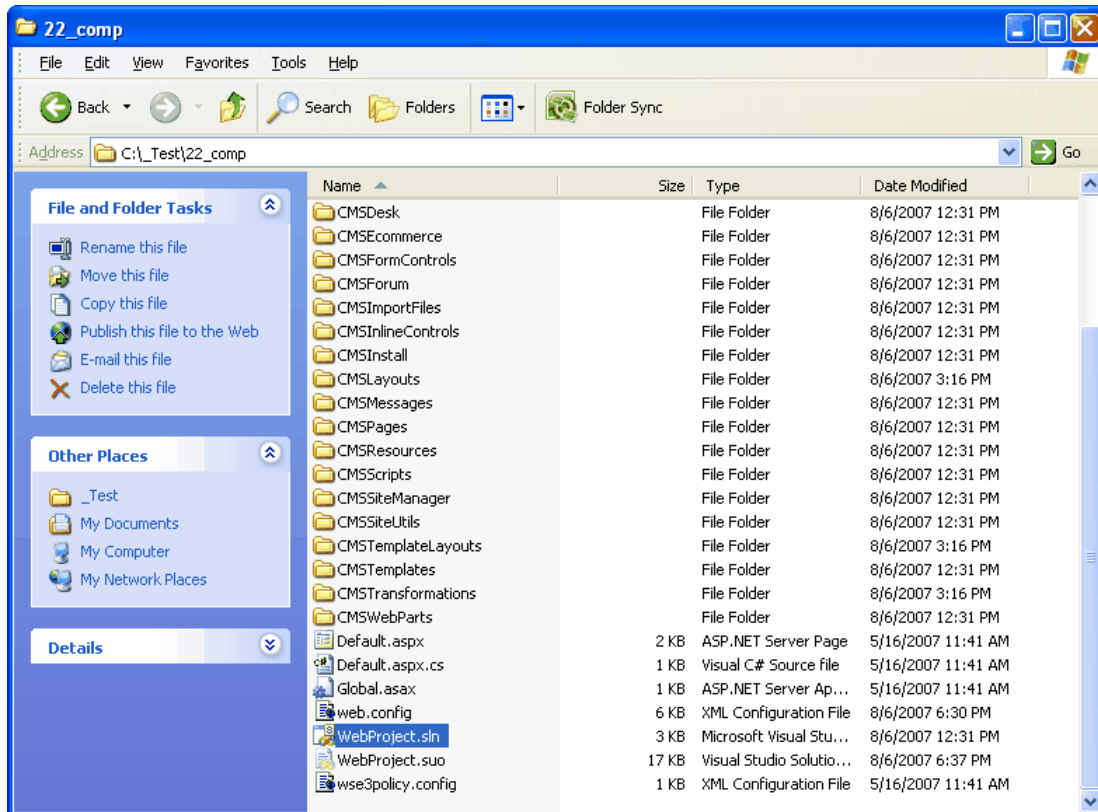 22_comp
File Edit View Favorites Tools Help
Back Search Folders Folder Sync
Address C:\_Test\22_comp Go
File and Folder Tasks
Rename this file
Move this file
Copy this file
Publish this file to the Web
E-mail this file
Delete this file
Other Places
_Test
My Documents
My Computer
My Network Places
Details
Name Size Type Date Modified
CMSDesk File Folder 8/6/2007 12:31 PM
CMSEcommerce File Folder 8/6/2007 12:31 PM
CMSFormControls File Folder 8/6/2007 12:31 PM
CMSForum File Folder 8/6/2007 12:31 PM
CMSImportFiles File Folder 8/6/2007 12:31 PM
CMSInlineControls File Folder 8/6/2007 12:31 PM
CMSInstall File Folder 8/6/2007 12:31 PM
CMSLayouts File Folder 8/6/2007 3:16 PM
CMSMessages File Folder 8/6/2007 12:31 PM
CMSPages File Folder 8/6/2007 12:31 PM
CMSResources File Folder 8/6/2007 12:31 PM
CMSScripts File Folder 8/6/2007 12:31 PM
CMSSiteManager File Folder 8/6/2007 12:31 PM
CMSSiteUtils File Folder 8/6/2007 12:31 PM
CMSTemplateLayouts File Folder 8/6/2007 3:16 PM
CMSTemplates File Folder 8/6/2007 12:31 PM
CMSTransformations File Folder 8/6/2007 3:16 PM
CMSWebParts File Folder 8/6/2007 12:31 PM
Default.aspx 2 KB ASP.NET Server Page 5/16/2007 11:41 AM
Default.aspx.cs 1 KB Visual C# Source file 5/16/2007 11:41 AM
Global.asax 1 KB ASP.NET Server Ap... 5/16/2007 11:41 AM
web.config 6 KB XML Configuration File 8/6/2007 6:30 PM
WebProject.sln 3 KB Microsoft Visual Stu... 8/6/2007 12:31 PM
WebProject.suo 17 KB Visual Studio Solutio... 8/6/2007 6:37 PM
wse3policy.config 1 KB XML Configuration File 5/16/2007 11:41 AM